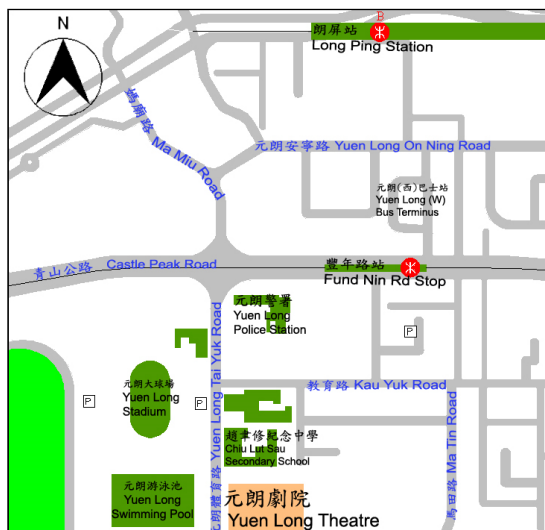 N
B
朗屏站
Long Ping Station
媽廟路 Ma Miu Road
元朗安寧路 Yuen Long On Ning Road
元朗(西)巴士站
Yuen Long (W)
Bus Terminus
青山公路 Castle Peak Road
豐年路站
Fund Nin Rd Stop
元朗警署
Yuen Long
Police Station
P
元朗體育路 Yuen Long Tai Yuk Road
教育路 Kau Yuk Road
元朗大球場
Yuen Long
Stadium
P
P
馬田路 Ma Tin Road
趙聿修紀念中學
Chiu Lut Sau
Secondary School
元朗游泳池
Yuen Long
Swimming Pool
元朗劇院
Yuen Long Theatre